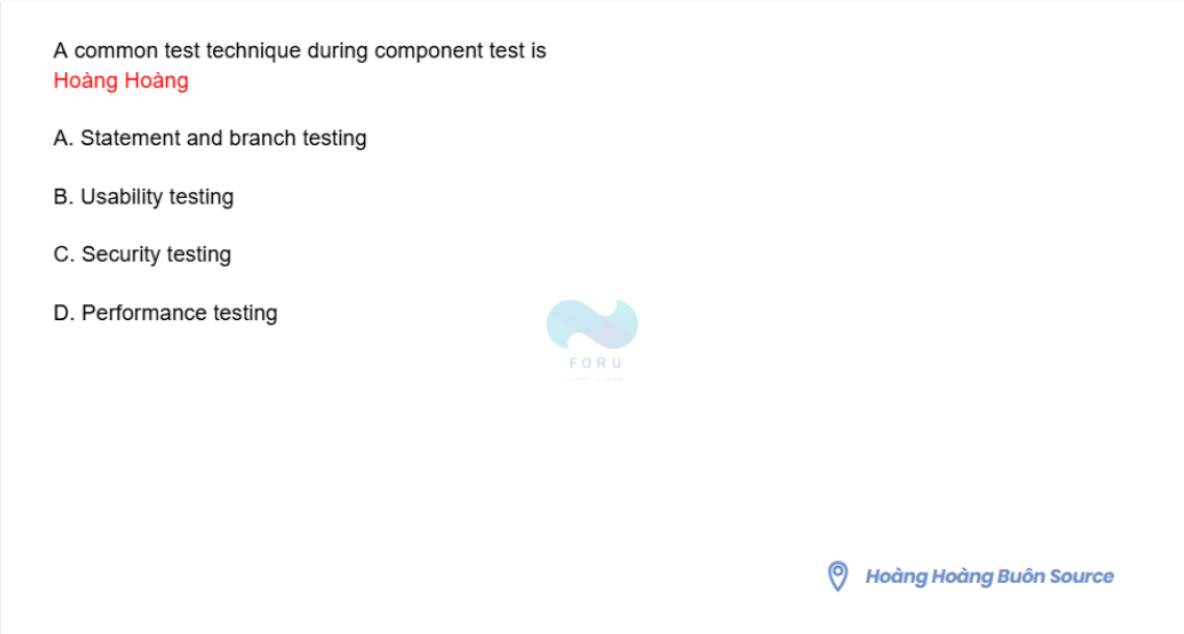 A common test technique during component test is
Hoàng Hoàng
A. Statement and branch testing
B. Usability testing
C. Security testing
D. Performance testing
FORU
Hoàng Hoàng Buôn Source